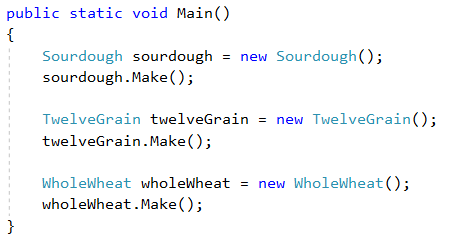 public static void Main()
{
    Sourdough sourdough = new Sourdough();
    sourdough.Make();

    TwelveGrain twelveGrain = new TwelveGrain();
    twelveGrain.Make();

    WholeWheat wholeWheat = new WholeWheat();
    wholeWheat.Make();
}